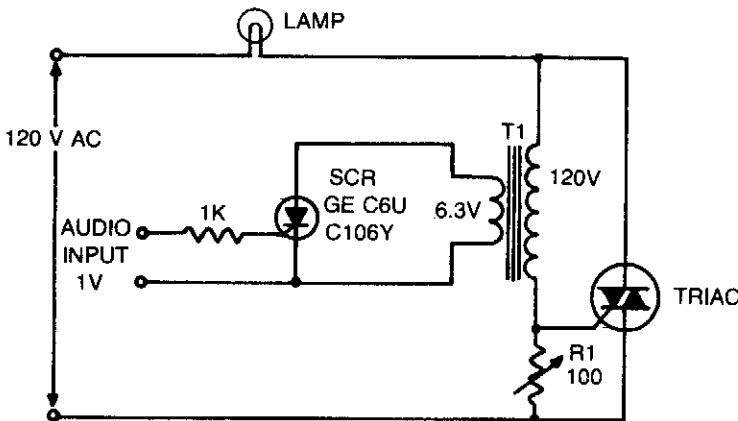 LAMP
120 V AC
T1
SCR
GE C6U
C106Y
6.3V
120V
1K
AUDIO
INPUT
1V
TRIAC
R1
100